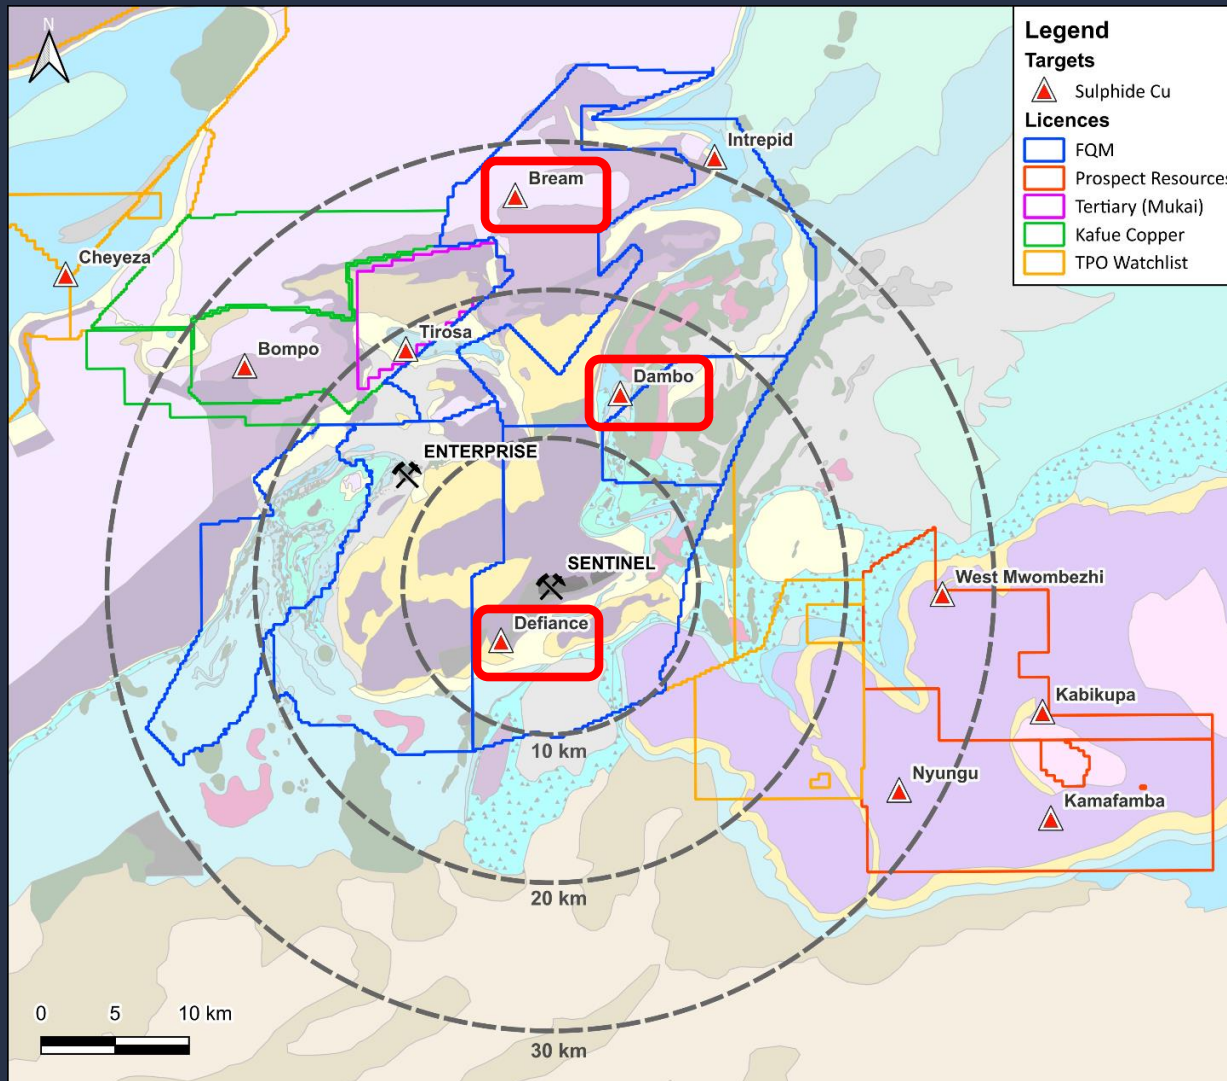 N
Legend
Targets
Sulphide Cu
Licences
FQM
Prospect Resources
Tertiary (Mukai)
Kafue Copper
TPO Watchlist
Intrepid
Bream
Cheyeza
Tirosa
Bompo
Dambo
ENTERPRISE
SENTINEL
West Mwombezhi
Defiance
Kabikupa
10 km
Nyungu
Kamafamba
20 km
0 5 10 km
30 km